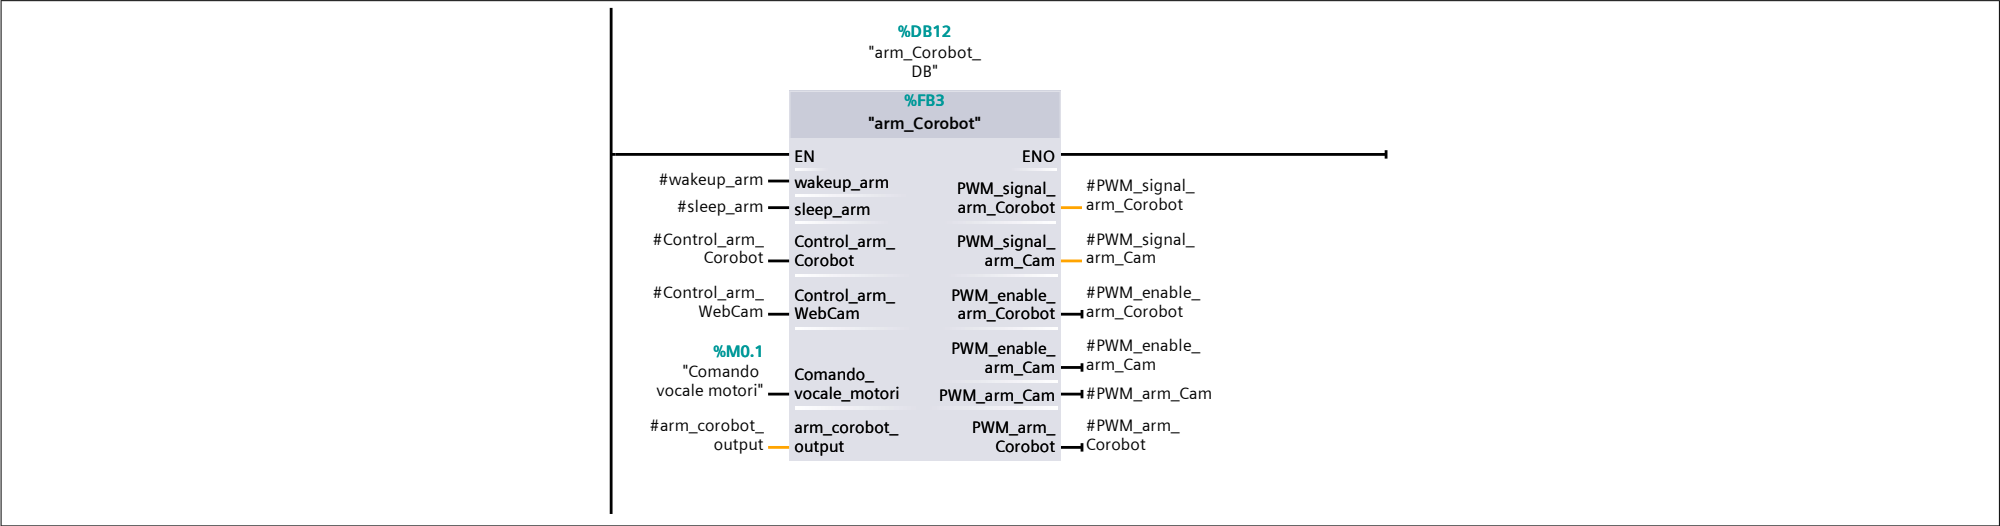 %DB12
"arm_Corobot_
DB"
%FB3
"arm_Corobot"
EN
ENO
#wakeup_arm
wakeup_arm
#sleep_arm
sleep_arm
#Control_arm_
Corobot
Control_arm_
Corobot
#Control_arm_
WebCam
Control_arm_
WebCam
%M0.1
"Comando
vocale motori"
Comando_
vocale_motori
#arm_corobot_
output
arm_corobot_
output
PWM_signal_
arm_Corobot
#PWM_signal_
arm_Corobot
PWM_signal_
arm_Cam
#PWM_signal_
arm_Cam
PWM_enable_
arm_Corobot
#PWM_enable_
arm_Corobot
PWM_enable_
arm_Cam
#PWM_enable_
arm_Cam
PWM_arm_Cam
#PWM_arm_Cam
PWM_arm_
Corobot
#PWM_arm_
Corobot